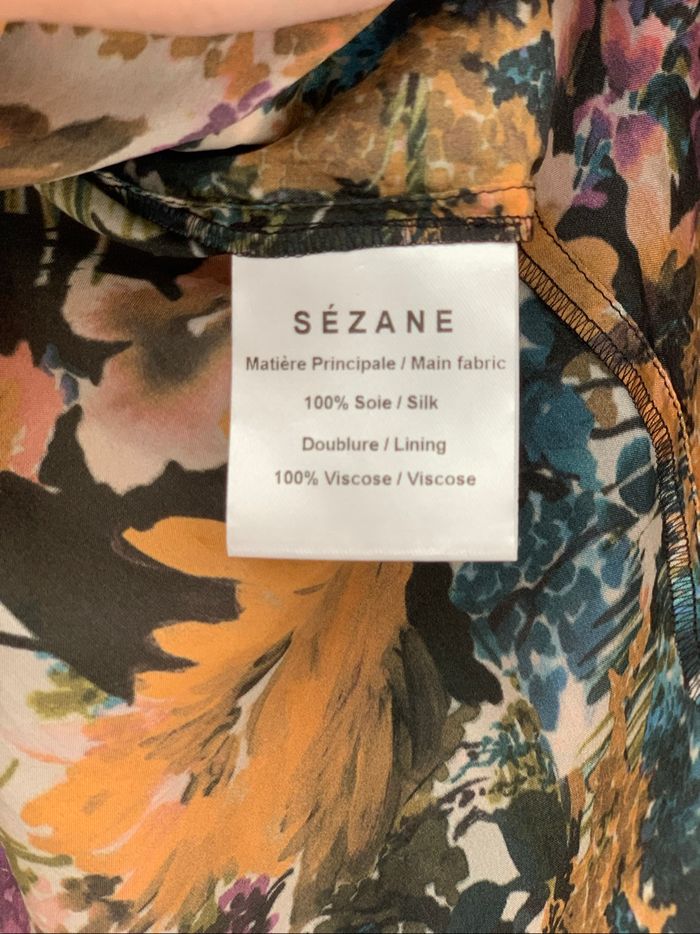 SÉZANE
Matière Principale / Main fabric
100% Soie / Silk
Doublure / Lining
100% Viscose / Viscose